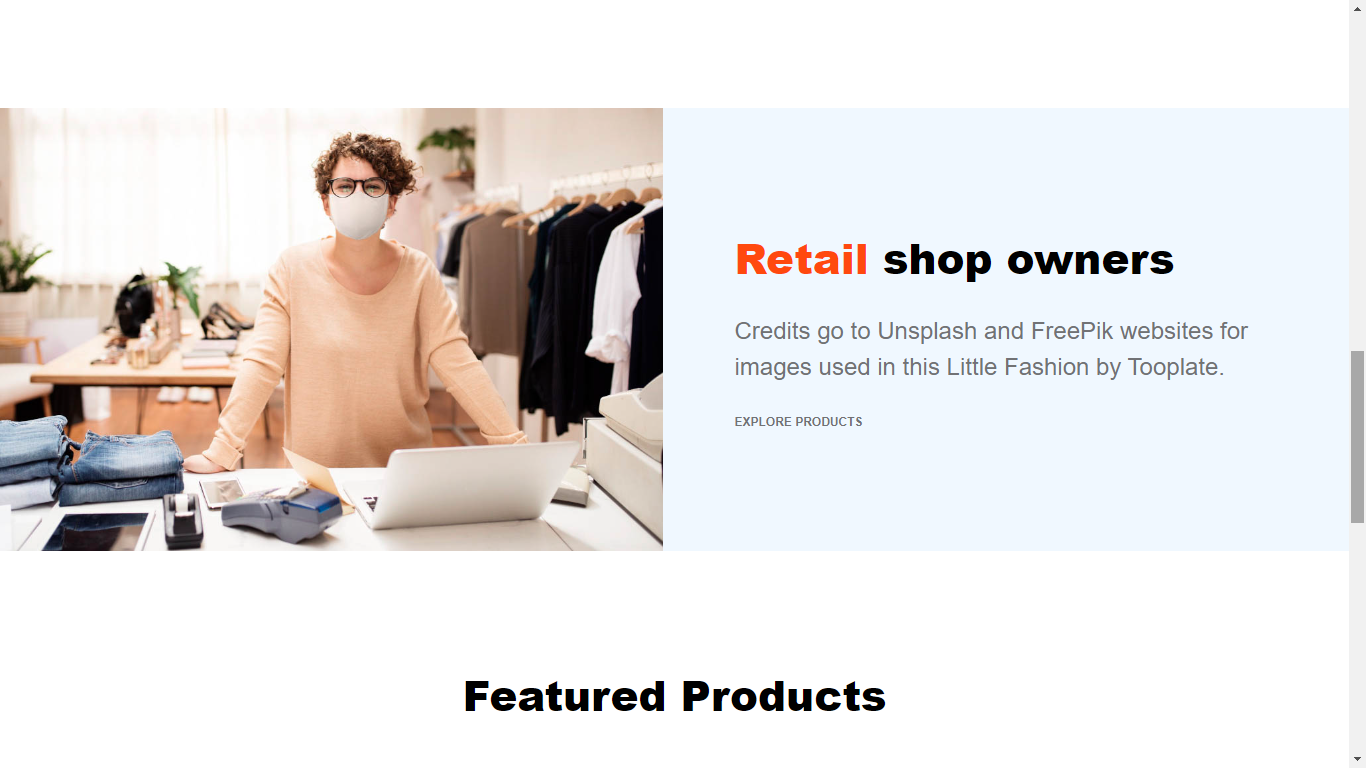 Retail shop owners
Credits go to Unsplash and FreePik websites for
images used in this Little Fashion by Tooplate.
EXPLORE PRODUCTS
Featured Products